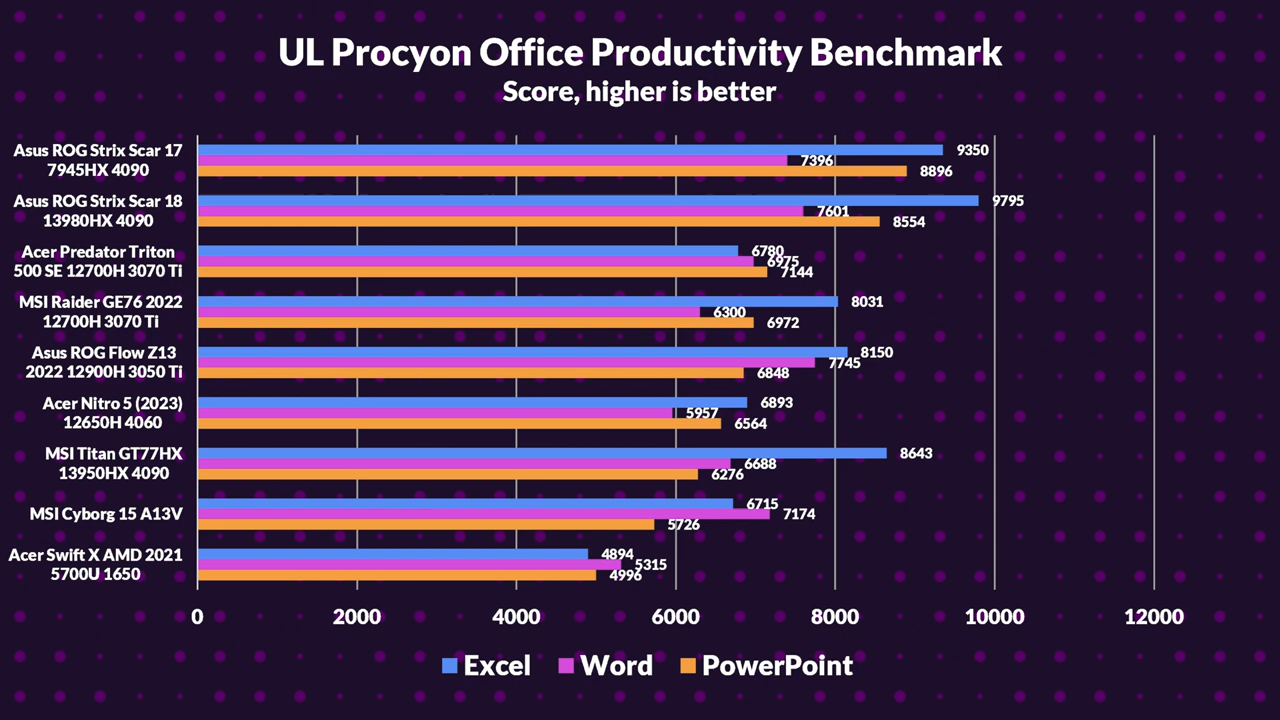 UL Procyon Office Productivity Benchmark
Score, higher is better
Asus ROG Strix Scar 17
7945HX 4090
9350
7396
8896
Asus ROG Strix Scar 18
13980HX 4090
9795
7601
8554
Acer Predator Triton
500 SE 12700H 3070 Ti
6780
6975
7144
MSI Raider GE76 2022
12700H 3070 Ti
8031
6300
6972
Asus ROG Flow Z13
2022 12900H 3050 Ti
8150
7745
6848
Acer Nitro 5 (2023)
12650H 4060
6893
5957
6564
MSI Titan GT77HX
13950HX 4090
8643
6688
6276
MSI Cyborg 15 A13V
6715
7174
5726
Acer Swift X AMD 2021
5700U 1650
4894
5315
4996
0 2000 4000 6000 8000 10000 12000
Excel Word PowerPoint